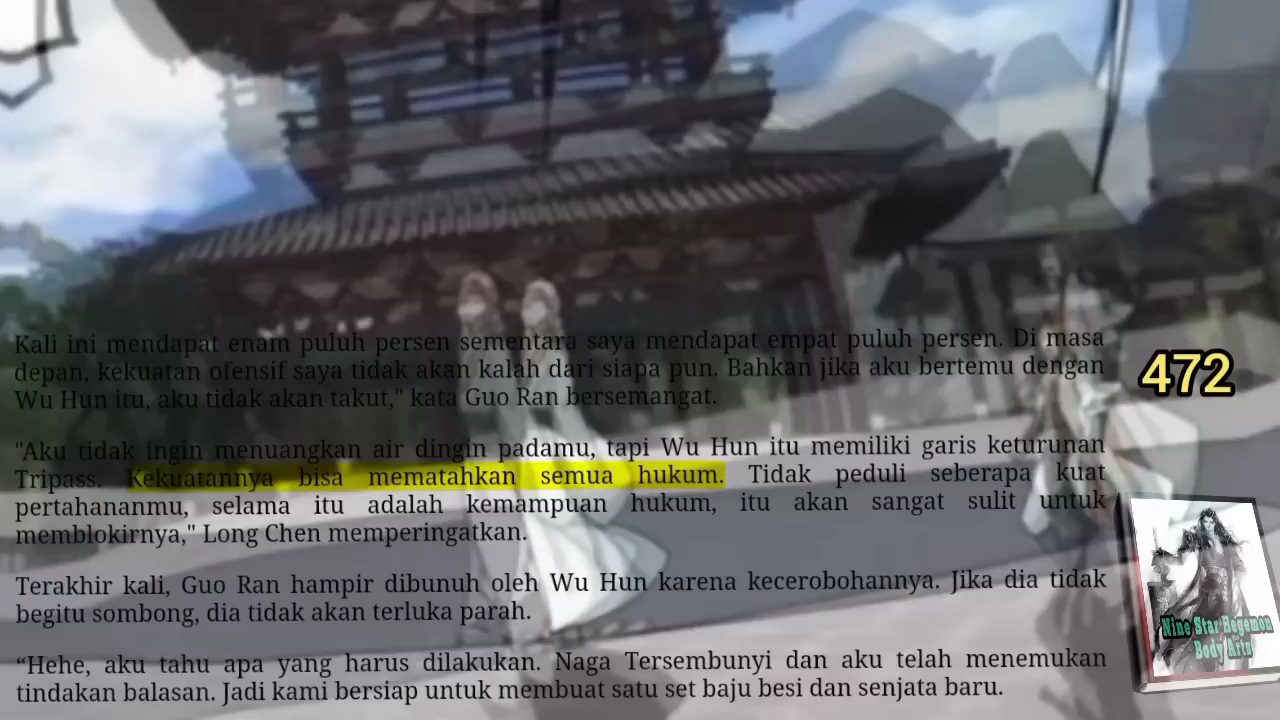 Kali ini mendapat enam puluh persen sementara saya mendapat empat puluh persen. Di masa
depan, kekuatan ofensif saya tidak akan kalah dari siapa pun. Bahkan jika aku bertemu dengan
Wu Hun itu, aku tidak akan takut," kata Guo Ran bersemangat.
"Aku tidak ingin menuangkan air dingin padamu, tapi Wu Hun itu memiliki garis keturunan
Tripass. Kekuatannya bisa mematahkan semua hukum. Tidak peduli seberapa kuat
pertahananmu, selama itu adalah kemampuan hukum, itu akan sangat sulit untuk
memblokirnya," Long Chen memperingatkan.
Terakhir kali, Guo Ran hampir dibunuh oleh Wu Hun karena kecerobohannya. Jika dia tidak
begitu sombong, dia tidak akan terluka parah.
“Hehe, aku tahu apa yang harus dilakukan. Naga Tersembunyi dan aku telah menemukan
tindakan balasan. Jadi kami bersiap untuk membuat satu set baju besi dan senjata baru.
472
Nine Star Hegemon
Body Arts